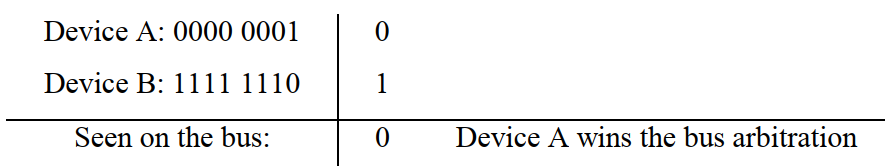 Device A: 0000 0001 0
Device B: 1111 1110 1
Seen on the bus: 0 Device A wins the bus arbitration